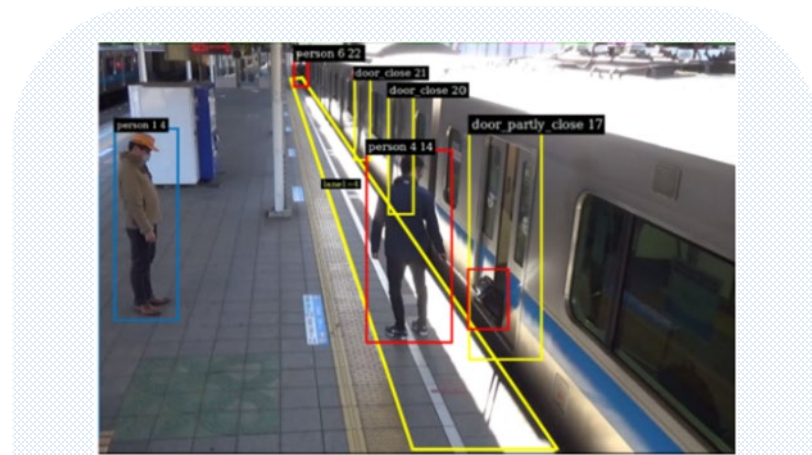 person 6 22
door_close 21
door_close 20
door_partly_close 17
person 1 4
person 4 14